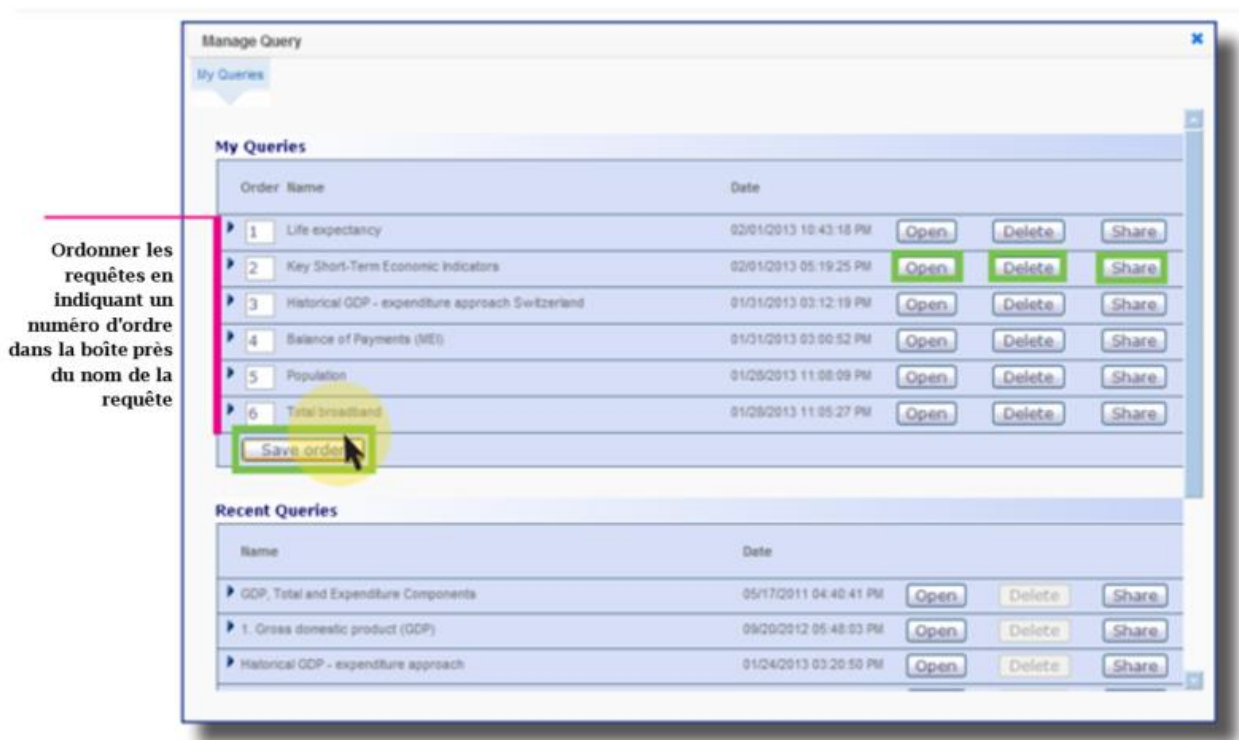 Manage Query
My Queries
My Queries
Order Name Date
1 Life expectancy 02/01/2013 10:43:18 PM Open Delete Share
2 Key Short-Term Economic Indicators 02/01/2013 05:19:25 PM Open Delete Share
3 Historical GDP - expenditure approach Switzerland 01/31/2013 03:12:19 PM Open Delete Share
4 Balance of Payments (MEI) 01/31/2013 03:00:52 PM Open Delete Share
5 Population 01/28/2013 11:08:09 PM Open Delete Share
6 Total broadband 01/28/2013 11:05:27 PM Open Delete Share
Save order
Ordonner les
requêtes en
indiquant un
numéro d'ordre
dans la boîte près
du nom de la
requête
Recent Queries
Name Date
GDP, Total and Expenditure Components 05/17/2011 04:40:41 PM Open Delete Share
1. Gross domestic product (GDP) 09/20/2012 05:48:03 PM Open Delete Share
Historical GDP - expenditure approach 01/24/2013 03:20:50 PM Open Delete Share